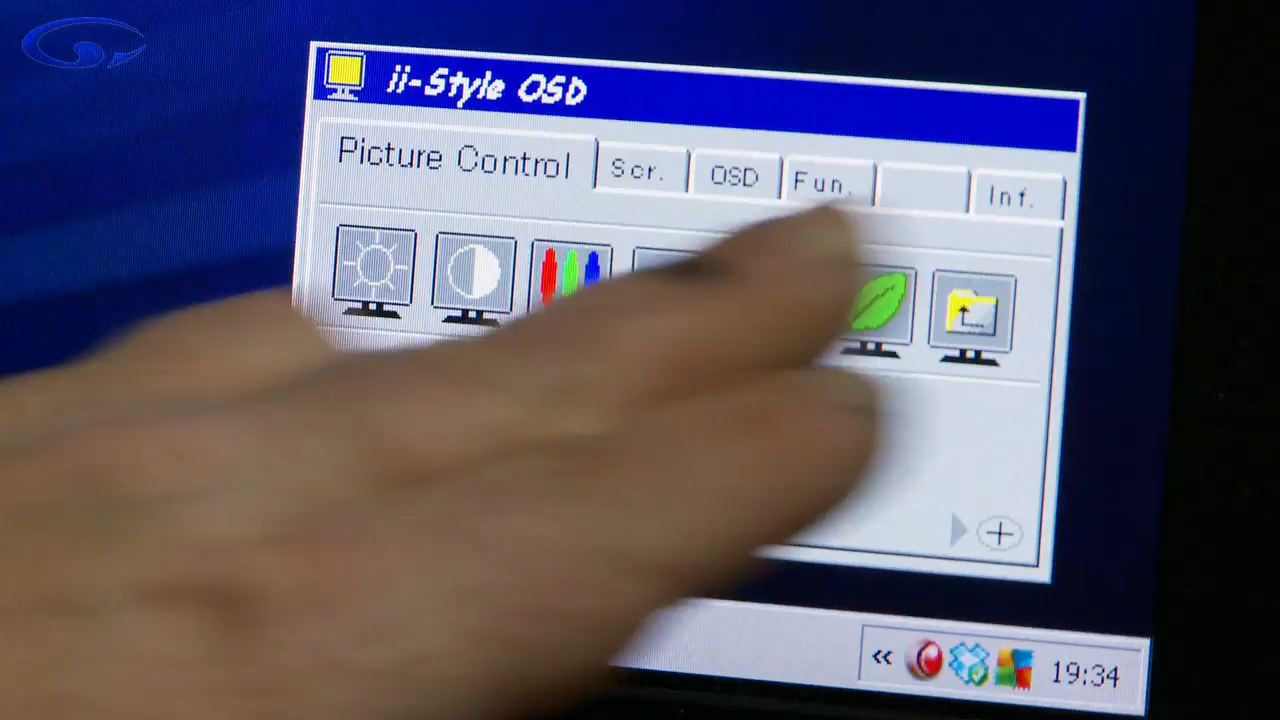 ii-Style OSD
Picture Control Scr. OSD Fun. Inf.
« 19:34